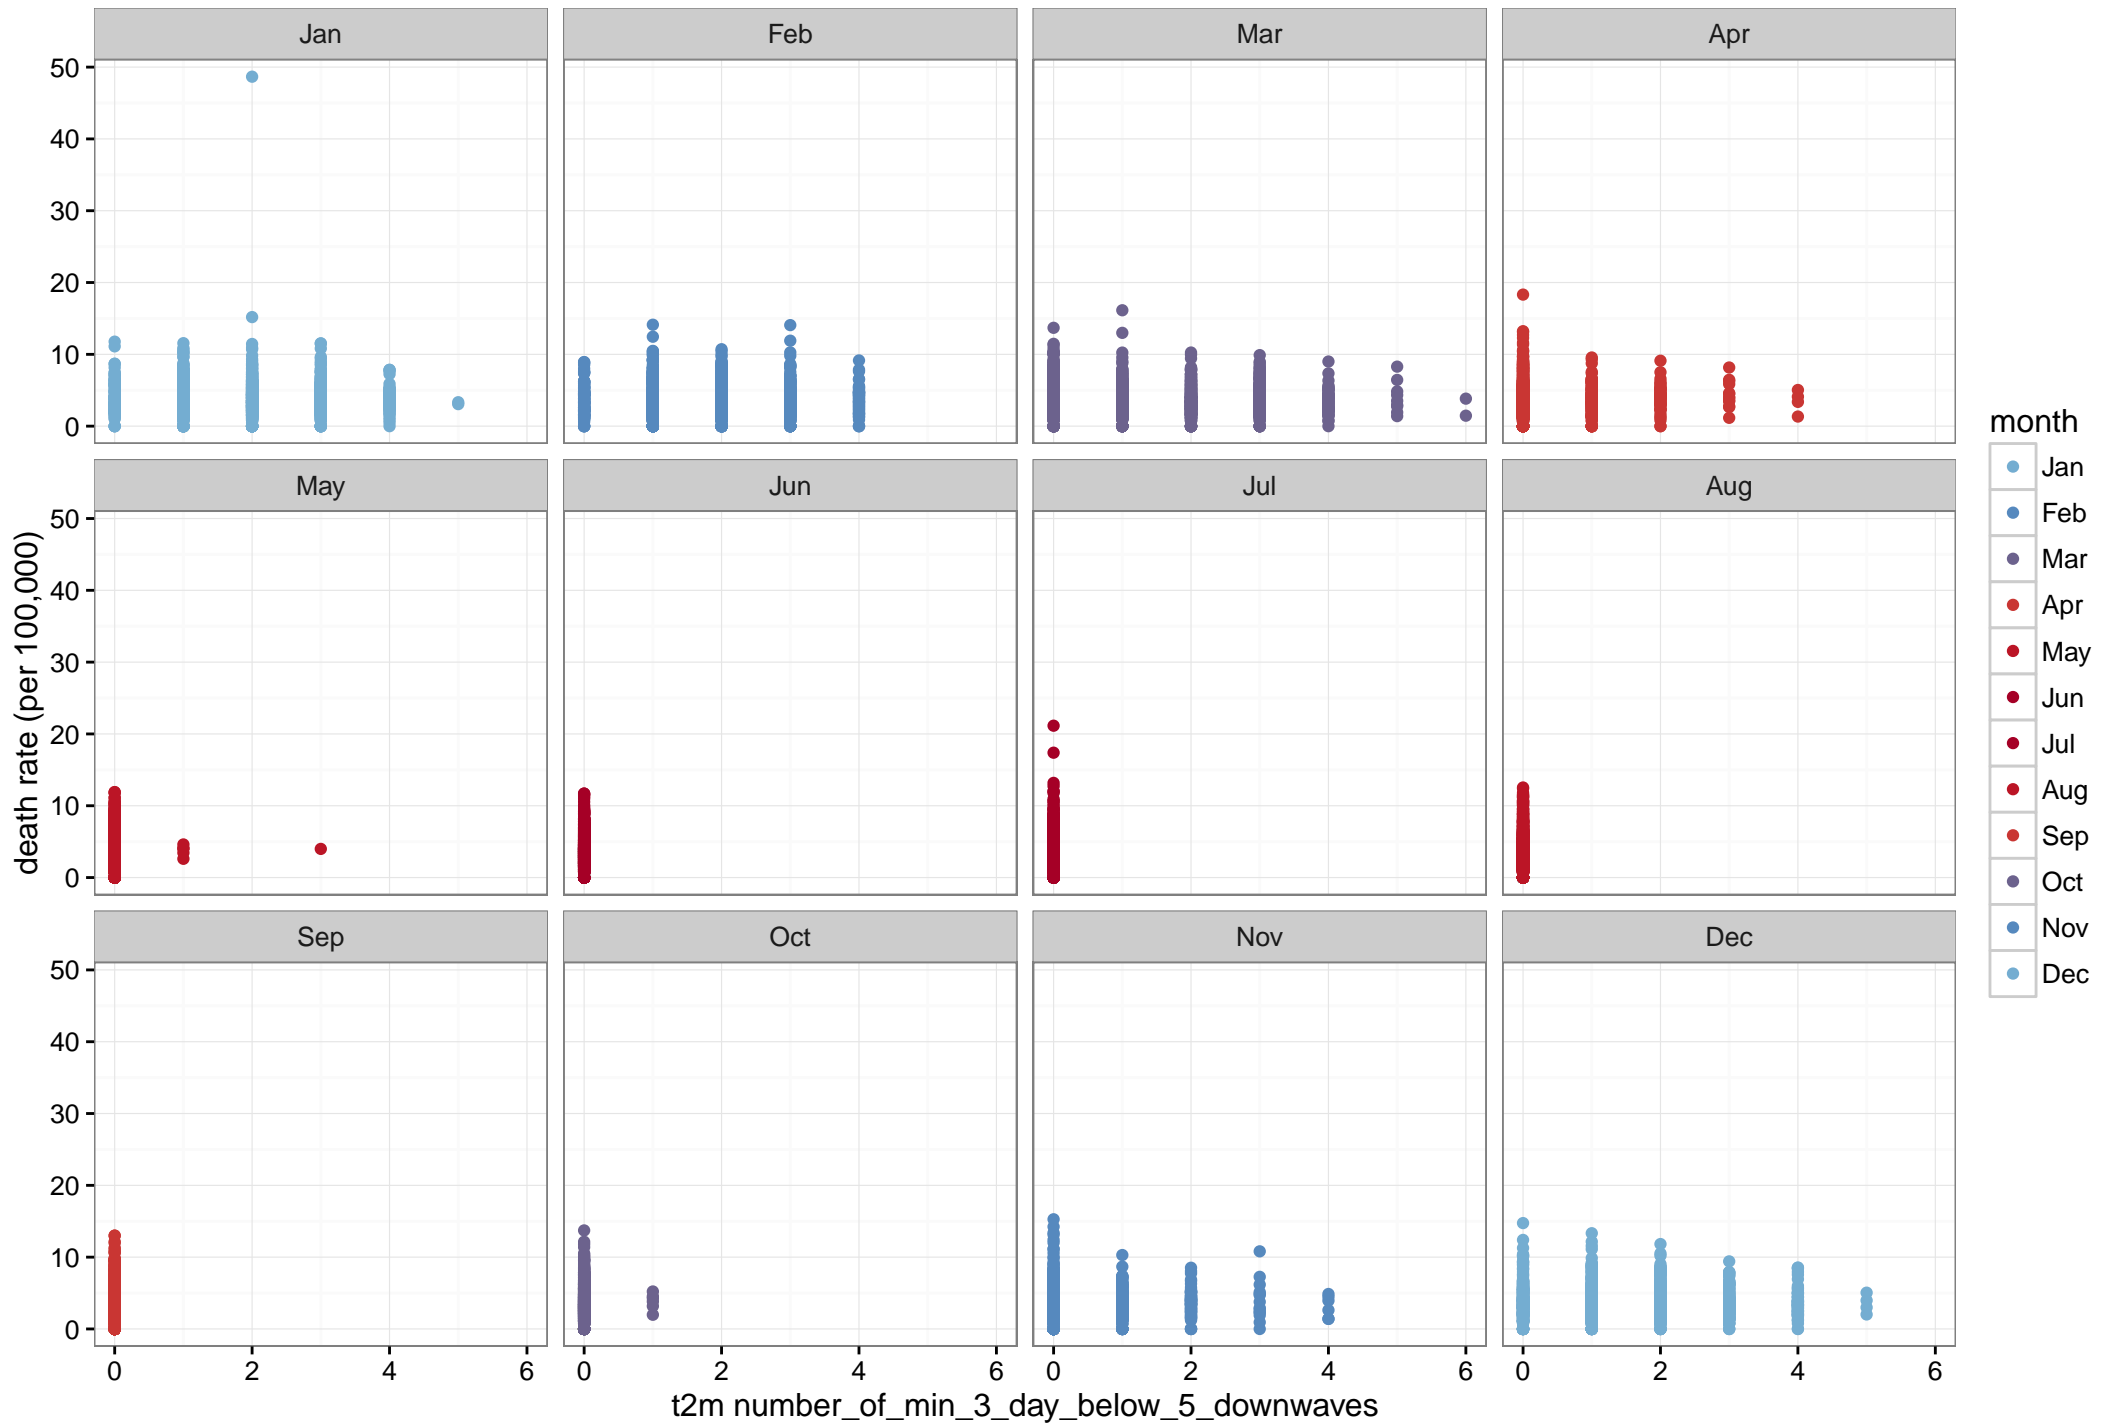 Jan Feb Mar Apr
50
40
30
20
10
0
May Jun Jul Aug
50
40
30
20
10
0
Sep Oct Nov Dec
50
40
30
20
10
0
0 2 4 6 0 2 4 6 0 2 4 6 0 2 4 6
t2m number_of_min_3_day_below_5_downwaves
death rate (per 100,000)
month
Jan
Feb
Mar
Apr
May
Jun
Jul
Aug
Sep
Oct
Nov
Dec